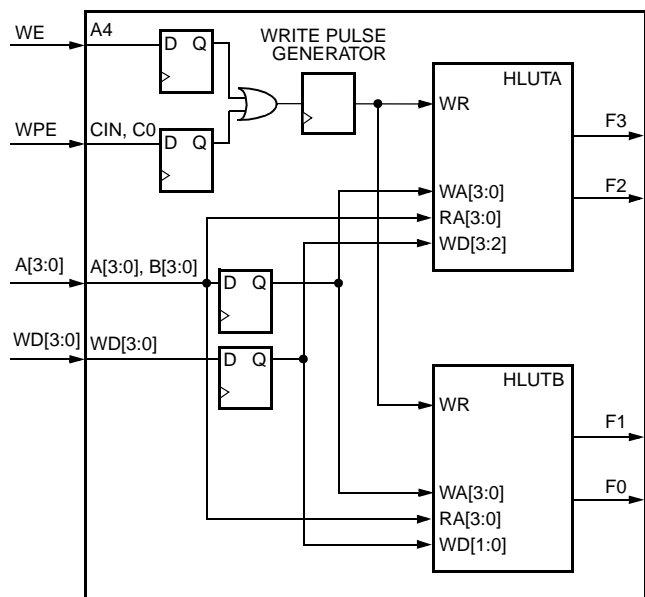 WE
A4
D Q
WRITE PULSE
GENERATOR
HLUTA
WR
F3
WPE
CIN, C0
D Q
F2
WA[3:0]
RA[3:0]
WD[3:2]
A[3:0]
A[3:0], B[3:0]
D Q
WD[3:0]
WD[3:0]
D Q
HLUTB
WR
F1
F0
WA[3:0]
RA[3:0]
WD[1:0]